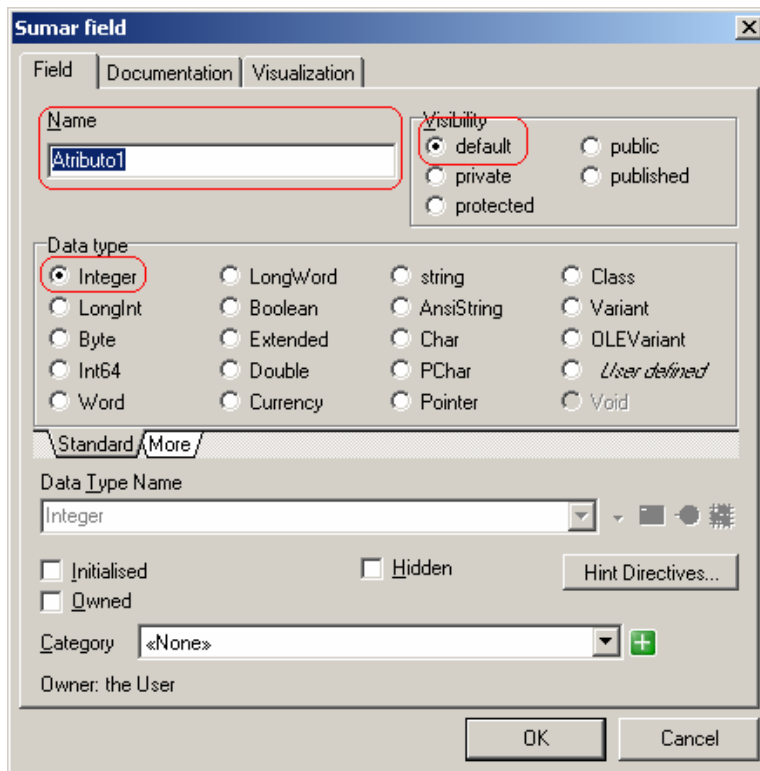 Sumar field
Field Documentation Visualization
Name
Atributo1
Visibility
default public
private published
protected
Data type
Integer LongWord string Class
LongInt Boolean AnsiString Variant
Byte Extended Char OLEVariant
Int64 Double PChar User defined
Word Currency Pointer Void
Standard More
Data Type Name
Integer
Initialised Hidden Hint Directives...
Owned
Category «None»
Owner: the User
OK Cancel